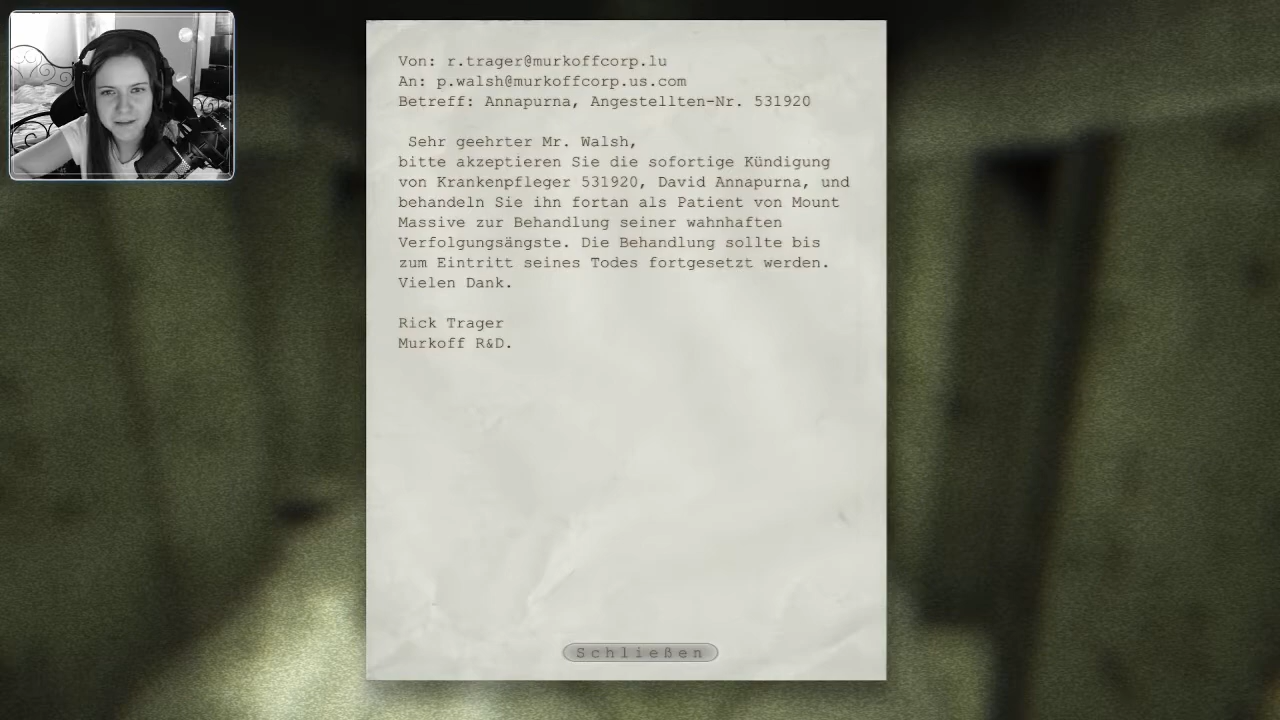 Von: r.trager@murkoffcorp.lu
An: p.walsh@murkoffcorp.us.com
Betreff: Annapurna, Angestellten-Nr. 531920
Sehr geehrter Mr. Walsh,
bitte akzeptieren Sie die sofortige Kündigung
von Krankenpfleger 531920, David Annapurna, und
behandeln Sie ihn fortan als Patient von Mount
Massive zur Behandlung seiner wahnhaften
Verfolgungsängste. Die Behandlung sollte bis
zum Eintritt seines Todes fortgesetzt werden.
Vielen Dank.
Rick Trager
Murkoff R&D.
Schließen